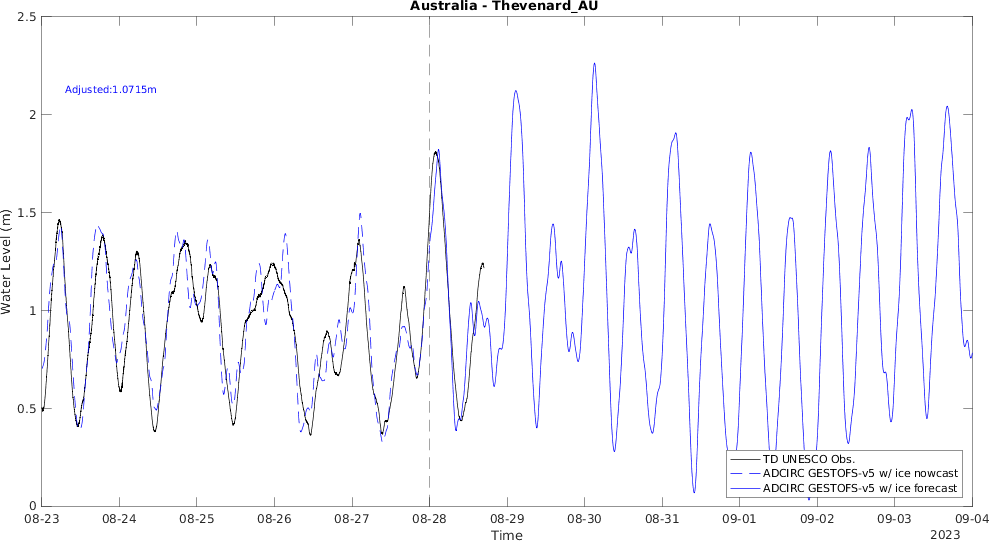 Australia - Thevenard_AU
2.5
Adjusted:1.0715m
2
1.5
Water Level (m)
1
0.5
TD UNESCO Obs.
ADCIRC GESTOFS-v5 w/ ice nowcast
ADCIRC GESTOFS-v5 w/ ice forecast
0
08-23 08-24 08-25 08-26 08-27 08-28 08-29 08-30 08-31 09-01 09-02 09-03 09-04
Time 2023